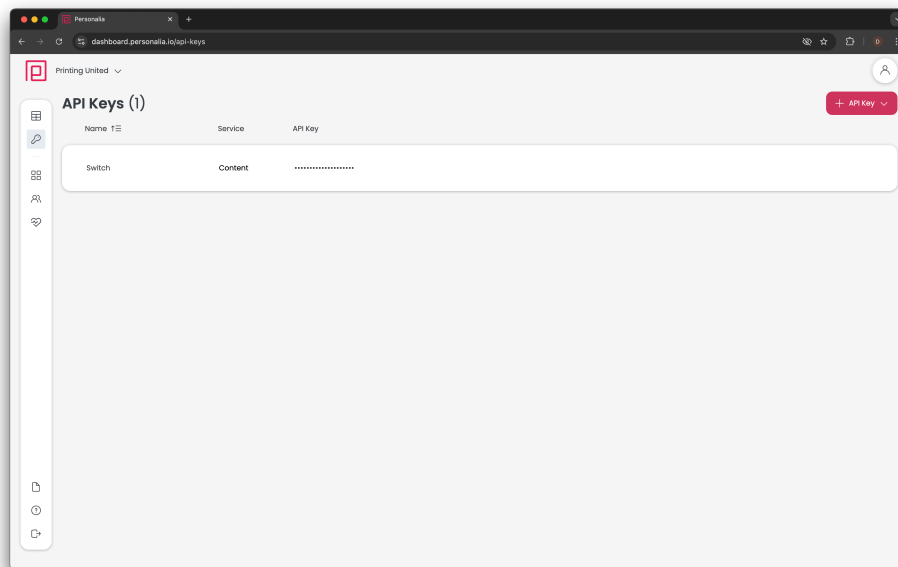 Personalia
dashboard.personalia.io/api-keys
Printing United
API Keys (1)
API Key
Name
Service
API Key
Switch
Content
••••••••••••••••••••